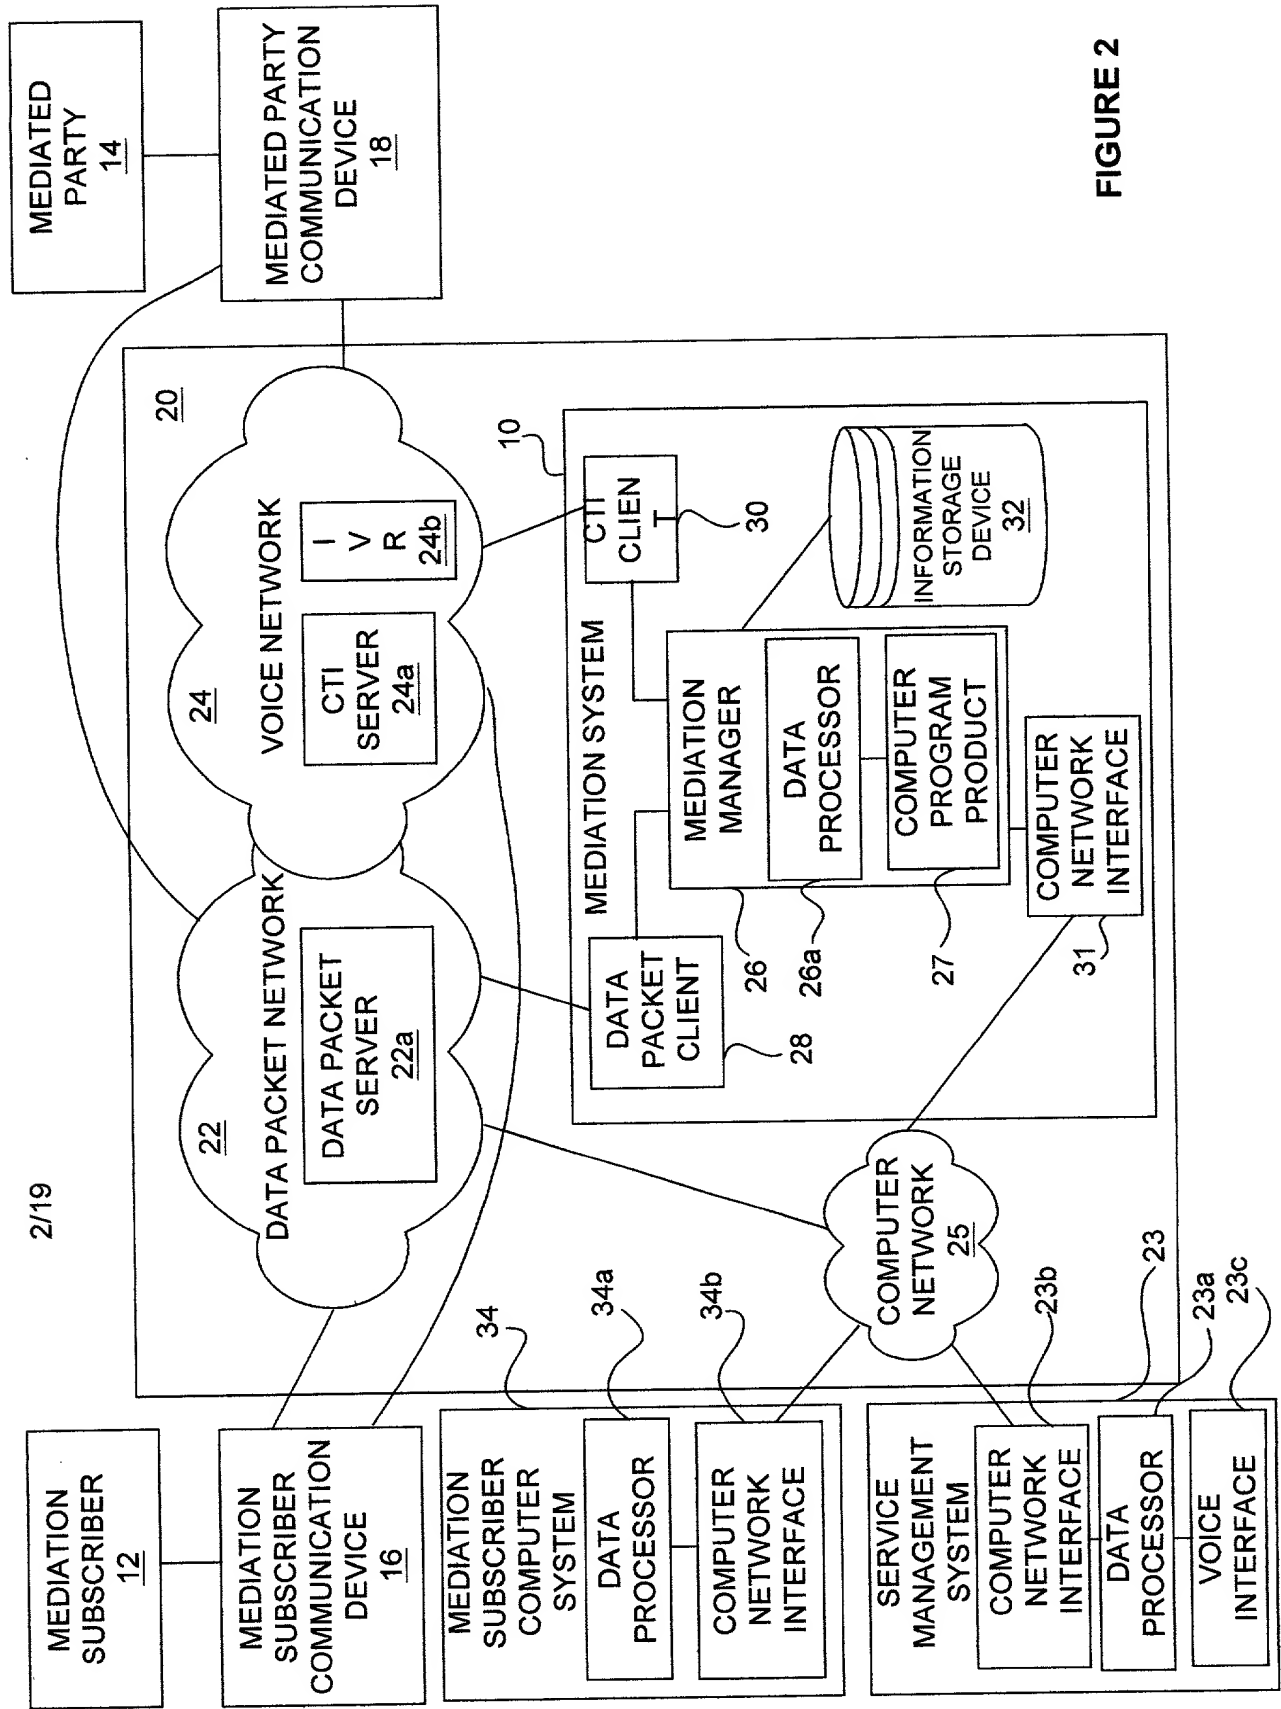 2/19
MEDIATION
SUBSCRIBER
12
MEDIATION
SUBSCRIBER
COMMUNICATION
DEVICE
16
MEDIATED
PARTY
14
MEDIATED PARTY
COMMUNICATION
DEVICE
18
20
22
DATA PACKET NETWORK
DATA PACKET
SERVER
22a
24
VOICE NETWORK
CTI
SERVER
24a
I
V
R
24b
10
MEDIATION SYSTEM
DATA
PACKET
CLIENT
28
CTI
CLIEN
T
30
MEDIATION
MANAGER
26
DATA
PROCESSOR
26a
COMPUTER
PROGRAM
PRODUCT
27
INFORMATION
STORAGE
DEVICE
32
COMPUTER
NETWORK
INTERFACE
31
COMPUTER
NETWORK
25
MEDIATION
SUBSCRIBER
COMPUTER
SYSTEM
34
DATA
PROCESSOR
34a
COMPUTER
NETWORK
INTERFACE
34b
SERVICE
MANAGEMENT
SYSTEM
23
COMPUTER
NETWORK
INTERFACE
23b
DATA
PROCESSOR
23a
VOICE
INTERFACE
23c
FIGURE 2